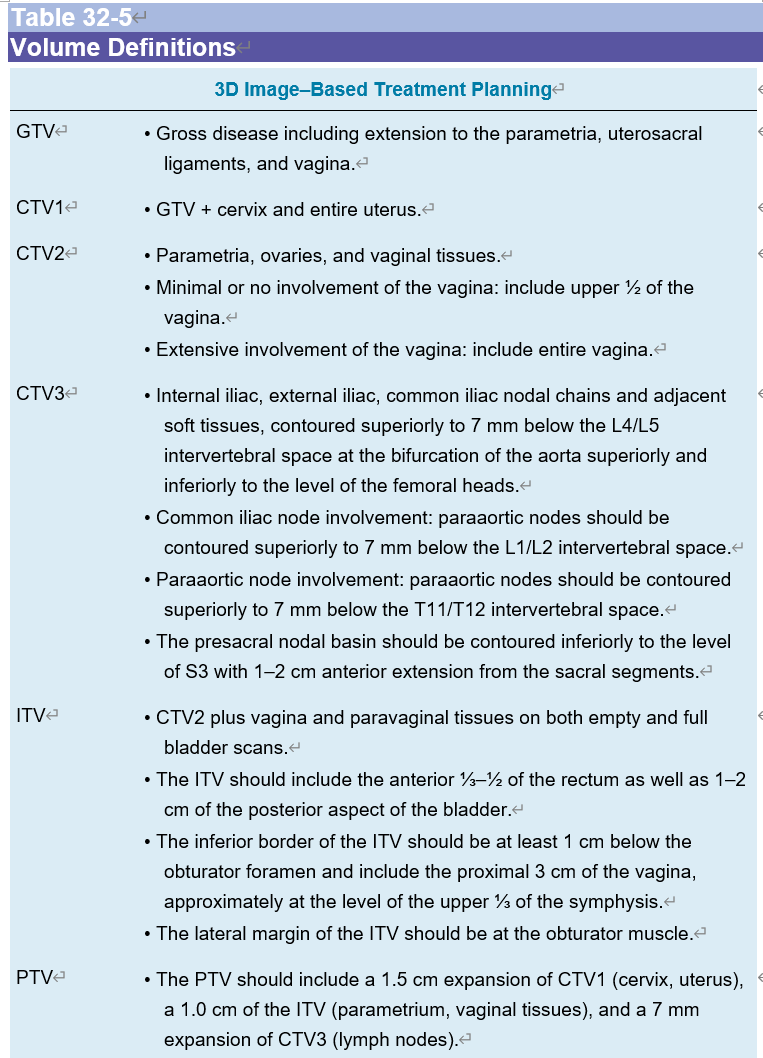 Table 32-5
Volume Definitions
3D Image–Based Treatment Planning
GTV
• Gross disease including extension to the parametria, uterosacral
ligaments, and vagina.
CTV1
• GTV + cervix and entire uterus.
CTV2
• Parametria, ovaries, and vaginal tissues.
• Minimal or no involvement of the vagina: include upper ½ of the
vagina.
• Extensive involvement of the vagina: include entire vagina.
CTV3
• Internal iliac, external iliac, common iliac nodal chains and adjacent
soft tissues, contoured superiorly to 7 mm below the L4/L5
intervertebral space at the bifurcation of the aorta superiorly and
inferiorly to the level of the femoral heads.
• Common iliac node involvement: paraaortic nodes should be
contoured superiorly to 7 mm below the L1/L2 intervertebral space.
• Paraaortic node involvement: paraaortic nodes should be contoured
superiorly to 7 mm below the T11/T12 intervertebral space.
• The presacral nodal basin should be contoured inferiorly to the level
of S3 with 1–2 cm anterior extension from the sacral segments.
ITV
• CTV2 plus vagina and paravaginal tissues on both empty and full
bladder scans.
• The ITV should include the anterior ⅓–½ of the rectum as well as 1–2
cm of the posterior aspect of the bladder.
• The inferior border of the ITV should be at least 1 cm below the
obturator foramen and include the proximal 3 cm of the vagina,
approximately at the level of the upper ⅓ of the symphysis.
• The lateral margin of the ITV should be at the obturator muscle.
PTV
• The PTV should include a 1.5 cm expansion of CTV1 (cervix, uterus),
a 1.0 cm of the ITV (parametrium, vaginal tissues), and a 7 mm
expansion of CTV3 (lymph nodes).